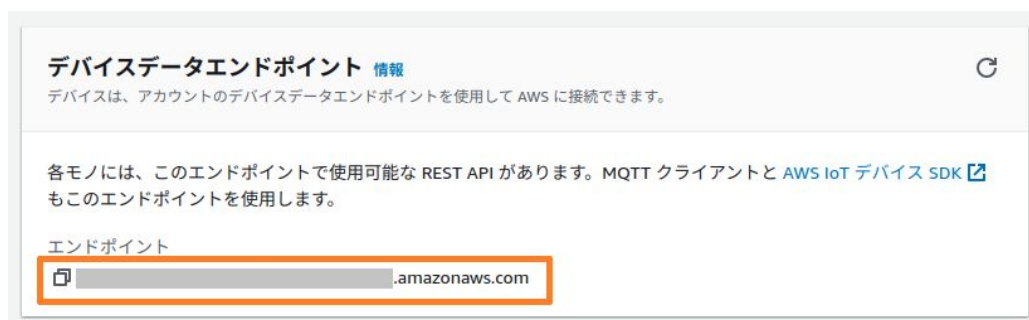 デバイスデータエンドポイント 情報
デバイスは、アカウントのデバイスデータエンドポイントを使用して AWS に接続できます。
各モノには、このエンドポイントで使用可能な REST API があります。MQTT クライアントと AWS IoT デバイス SDK
もこのエンドポイントを使用します。
エンドポイント
.amazonaws.com